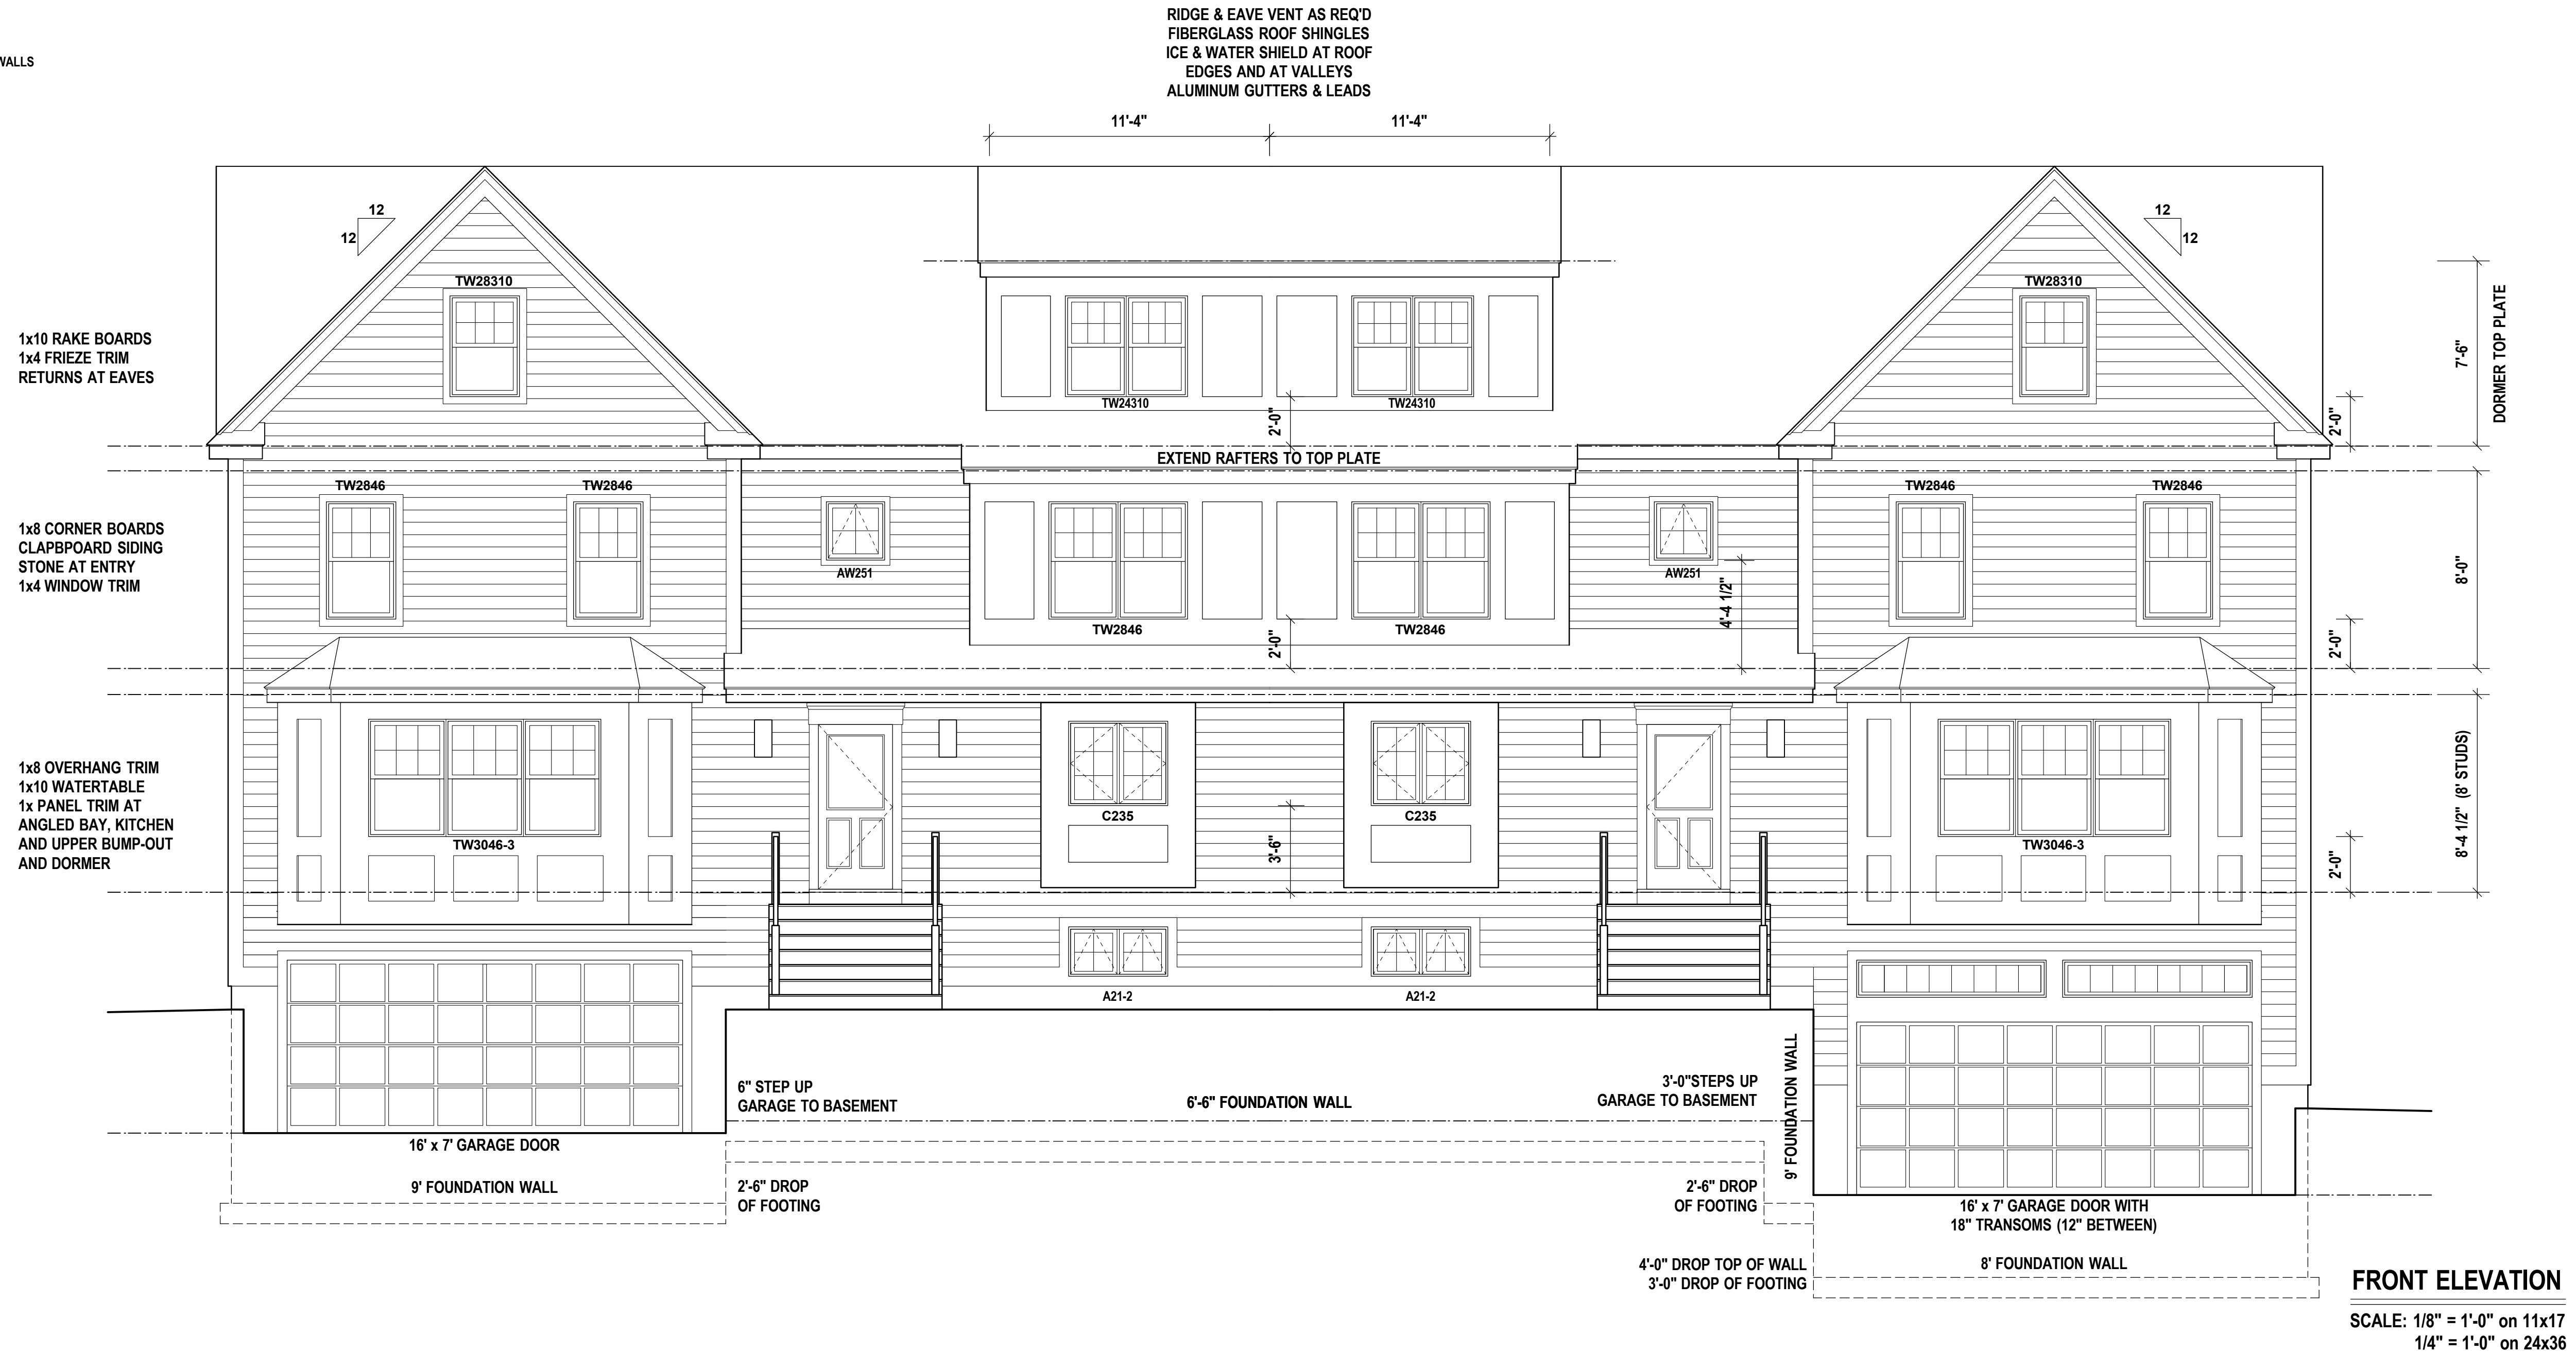 RIDGE & EAVE VENT AS REQ'D
FIBERGLASS ROOF SHINGLES
ICE & WATER SHIELD AT ROOF
EDGES AND AT VALLEYS
ALUMINUM GUTTERS & LEADS
WALLS
11'-4" 11'-4"
12
12
12
12
TW28310
TW28310
1x10 RAKE BOARDS
1x4 FRIEZE TRIM
RETURNS AT EAVES
TW24310
TW24310
2'-0"
2'-0"
7'-6"
DORMER TOP PLATE
EXTEND RAFTERS TO TOP PLATE
TW2846
TW2846
TW2846
TW2846
1x8 CORNER BOARDS
CLAPBPOARD SIDING
STONE AT ENTRY
1x4 WINDOW TRIM
AW251
AW251
TW2846
TW2846
2'-0"
4'-4 1/2"
2'-0"
8'-0"
1x8 OVERHANG TRIM
1x10 WATERTABLE
1x PANEL TRIM AT
ANGLED BAY, KITCHEN
AND UPPER BUMP-OUT
AND DORMER
TW3046-3
C235
C235
TW3046-3
3'-6"
2'-0"
8'-4 1/2" (8' STUDS)
A21-2
A21-2
6" STEP UP
GARAGE TO BASEMENT
6'-6" FOUNDATION WALL
3'-0"STEPS UP
GARAGE TO BASEMENT
9' FOUNDATION WALL
16' x 7' GARAGE DOOR
9' FOUNDATION WALL
2'-6" DROP
OF FOOTING
2'-6" DROP
OF FOOTING
16' x 7' GARAGE DOOR WITH
18" TRANSOMS (12" BETWEEN)
4'-0" DROP TOP OF WALL
3'-0" DROP OF FOOTING
8' FOUNDATION WALL
FRONT ELEVATION
SCALE: 1/8" = 1'-0" on 11x17
1/4" = 1'-0" on 24x36